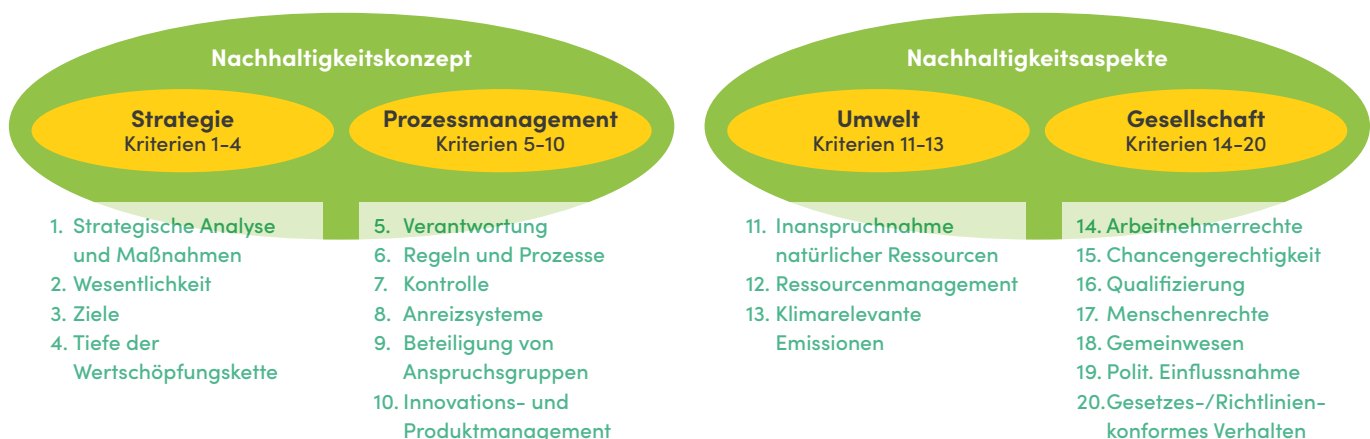 Nachhaltigkeitskonzept
Strategie
Kriterien 1-4
Prozessmanagement
Kriterien 5-10
1. Strategische Analyse
und Maßnahmen
2. Wesentlichkeit
3. Ziele
4. Tiefe der
Wertschöpfungskette
5. Verantwortung
6. Regeln und Prozesse
7. Kontrolle
8. Anreizsysteme
9. Beteiligung von
Anspruchsgruppen
10. Innovations- und
Produktmanagement
Nachhaltigkeitsaspekte
Umwelt
Kriterien 11-13
Gesellschaft
Kriterien 14-20
11. Inanspruchnahme
natürlicher Ressourcen
12. Ressourcenmanagement
13. Klimarelevante
Emissionen
14. Arbeitnehmerrechte
15. Chancengerechtigkeit
16. Qualifizierung
17. Menschenrechte
18. Gemeinwesen
19. Polit. Einflussnahme
20.Gesetzes-/Richtlinien-
konformes Verhalten